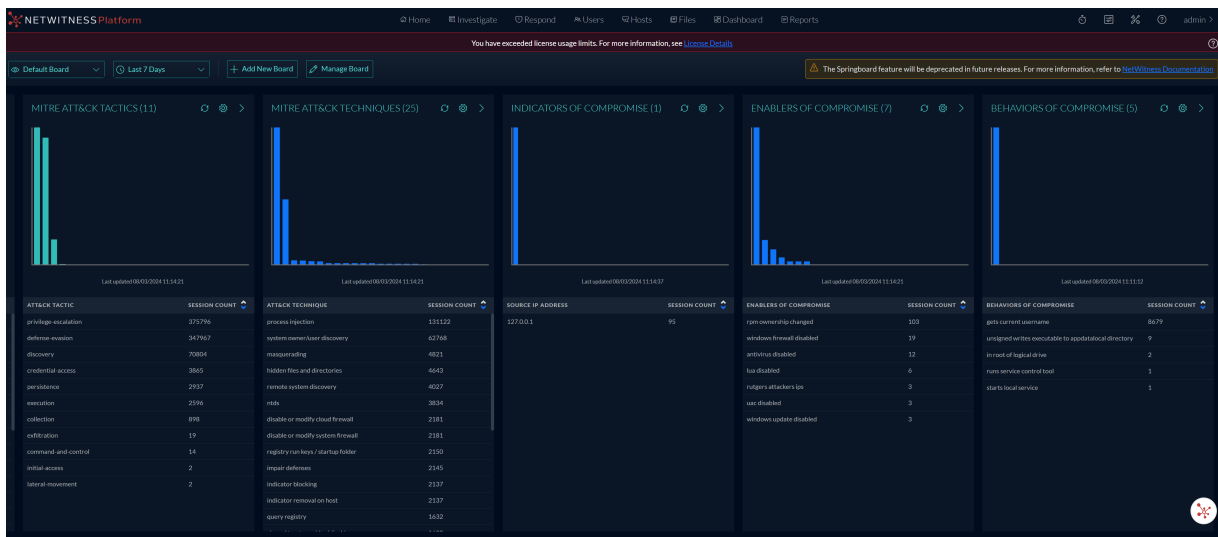 NETWITNESS Platform
Home Investigate Respond Users Hosts Files Dashboard Reports
admin >
You have exceeded license usage limits. For more information, see License Details
Default Board
Last 7 Days
+ Add New Board
Manage Board
The Springboard feature will be deprecated in future releases. For more information, refer to NetWitness Documentation
MITRE ATT&CK TACTICS (11)
Last updated 08/03/2024 11:14:21
ATT&CK TACTIC SESSION COUNT
privilege-escalation 375796
defense-evasion 347967
discovery 70804
credential-access 3865
persistence 2937
execution 2596
collection 898
exfiltration 19
command-and-control 14
initial-access 2
lateral-movement 2
MITRE ATT&CK TECHNIQUES (25)
Last updated 08/03/2024 11:14:21
ATT&CK TECHNIQUE SESSION COUNT
process injection 131122
system owner/user discovery 62768
masquerading 4821
hidden files and directories 4643
remote system discovery 4027
ntds 3834
disable or modify cloud firewall 2181
disable or modify system firewall 2181
registry run keys / startup folder 2150
impair defenses 2145
indicator blocking 2137
indicator removal on host 2137
query registry 1632
INDICATORS OF COMPROMISE (1)
Last updated 08/03/2024 11:14:37
SOURCE IP ADDRESS SESSION COUNT
127.0.0.1 95
ENABLERS OF COMPROMISE (7)
Last updated 08/03/2024 11:14:21
ENABLERS OF COMPROMISE SESSION COUNT
rpm ownership changed 103
windows firewall disabled 19
antivirus disabled 12
lua disabled 6
rutgers attackers ips 3
uac disabled 3
windows update disabled 3
BEHAVIORS OF COMPROMISE (5)
Last updated 08/03/2024 11:11:12
BEHAVIORS OF COMPROMISE SESSION COUNT
gets current username 8679
unsigned writes executable to appdatalocal directory 9
in root of logical drive 2
runs service control tool 1
starts local service 1